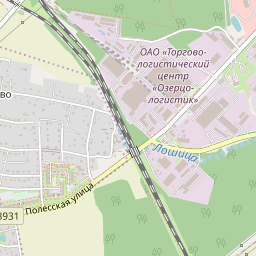 ОАО «Торгово-
логистический
центр
«Озерцо-
логистик»
во
Лошица
Полесская улица
3931